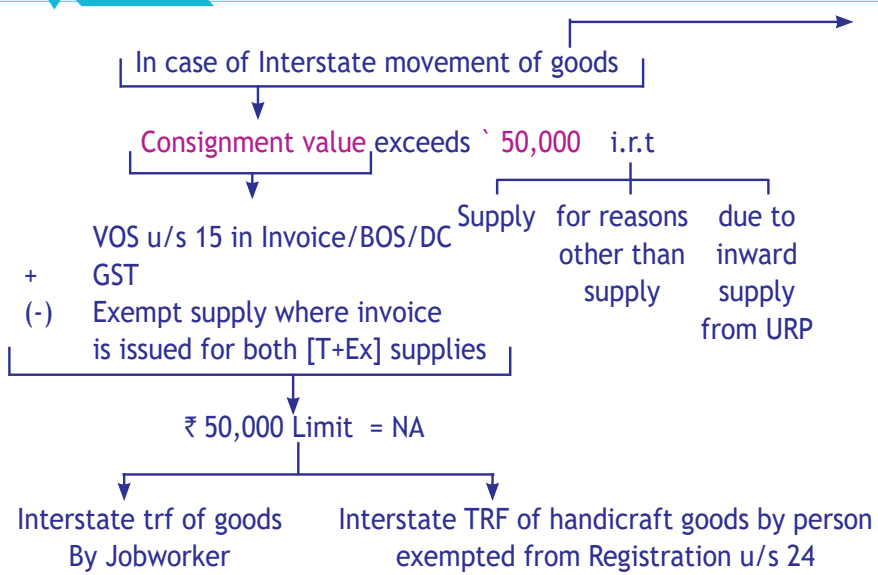 In case of Interstate movement of goods
Consignment value exceeds ` 50,000 i.r.t
VOS u/s 15 in Invoice/BOS/DC
+ GST
(-) Exempt supply where invoice
is issued for both [T+Ex] supplies
Supply
for reasons
other than
supply
due to
inward
supply
from URP
₹ 50,000 Limit = NA
Interstate trf of goods
By Jobworker
Interstate TRF of handicraft goods by person
exempted from Registration u/s 24